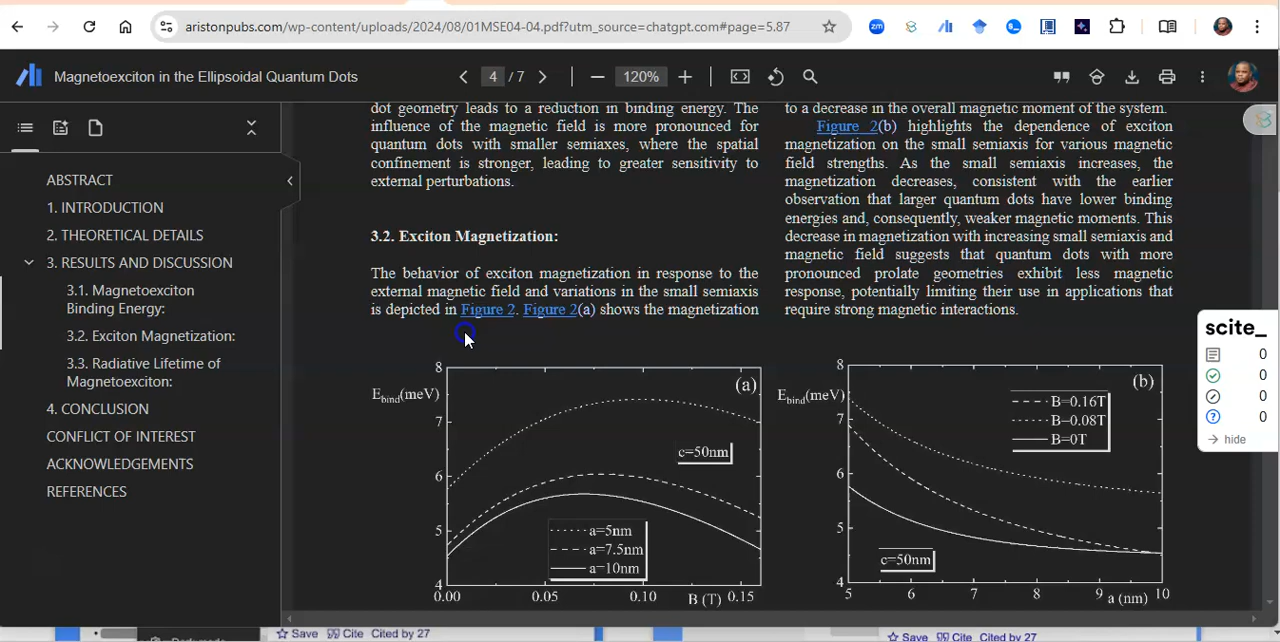 aristonpubs.com/wp-content/uploads/2024/08/01MSE04-04.pdf?utm_source=chatgpt.com#page=5.87
zm
Magnetoexciton in the Ellipsoidal Quantum Dots
4 / 7
120%
ABSTRACT
1. INTRODUCTION
2. THEORETICAL DETAILS
3. RESULTS AND DISCUSSION
3.1. Magnetoexciton
Binding Energy:
3.2. Exciton Magnetization:
3.3. Radiative Lifetime of
Magnetoexciton:
4. CONCLUSION
CONFLICT OF INTEREST
ACKNOWLEDGEMENTS
REFERENCES
dot geometry leads to a reduction in binding energy. The
influence of the magnetic field is more pronounced for
quantum dots with smaller semiaxes, where the spatial
confinement is stronger, leading to greater sensitivity to
external perturbations.
3.2. Exciton Magnetization:
The behavior of exciton magnetization in response to the
external magnetic field and variations in the small semiaxis
is depicted in Figure 2. Figure 2(a) shows the magnetization
to a decrease in the overall magnetic moment of the system.
Figure 2(b) highlights the dependence of exciton
magnetization on the small semiaxis for various magnetic
field strengths. As the small semiaxis increases, the
magnetization decreases, consistent with the earlier
observation that larger quantum dots have lower binding
energies and, consequently, weaker magnetic moments. This
decrease in magnetization with increasing small semiaxis and
magnetic field suggests that quantum dots with more
pronounced prolate geometries exhibit less magnetic
response, potentially limiting their use in applications that
require strong magnetic interactions.
8
E_bind(meV)
(a)
7
c=50nm
6
5
a=5nm
a=7.5nm
a=10nm
4
0.00 0.05 0.10 0.15
B (T)
8
E_bind(meV)
(b)
B=0.16T
B=0.08T
B=0T
7
6
5
c=50nm
4
5 6 7 8 9 10
a (nm)
scite_
0
0
0
0
→ hide
Save Cite Cited by 27
Save Cite Cited by 27